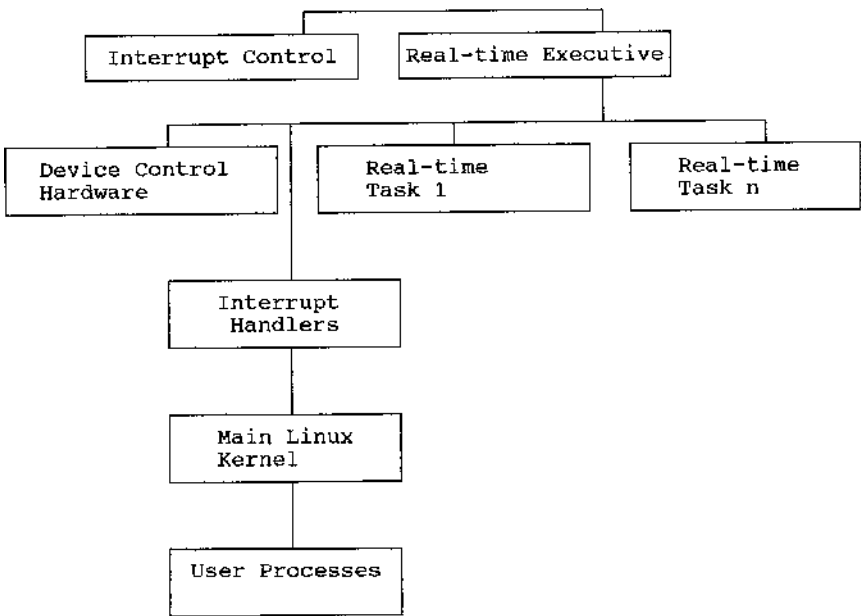 Interrupt Control
Real-time Executive
Device Control
Hardware
Real-time
Task 1
Real-time
Task n
Interrupt
Handlers
Main Linux
Kernel
User Processes